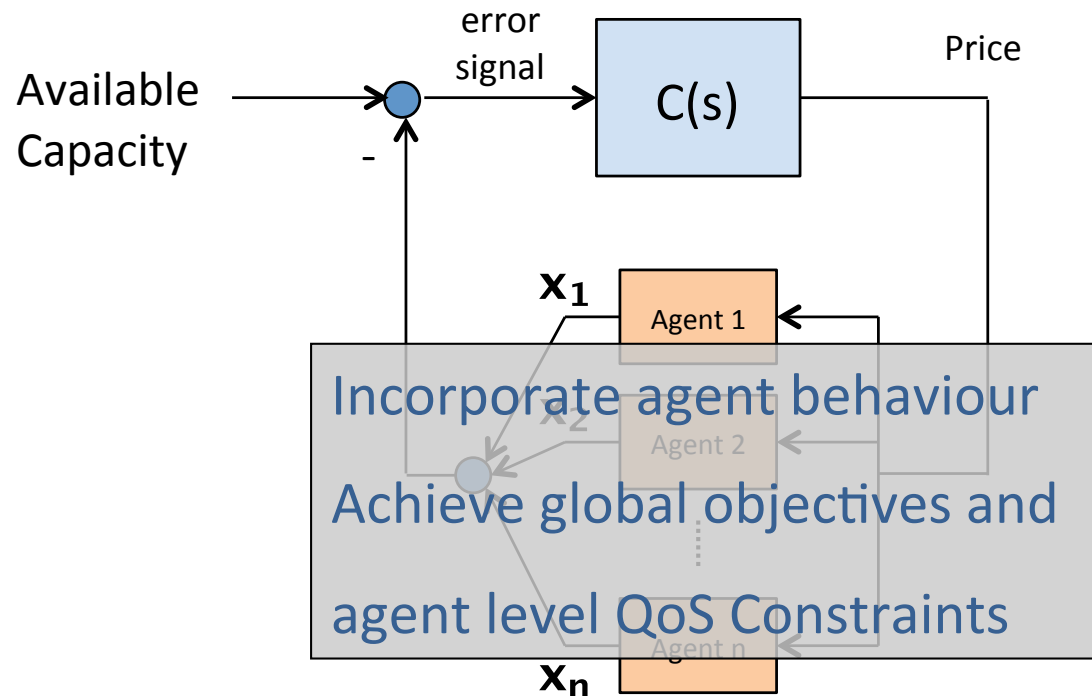 error
signal
Price
Available
Capacity
C(s)
-
x1
Agent 1
Incorporate agent behaviour
x2
Agent 2
Achieve global objectives and
agent level QoS Constraints
Agent n
xn